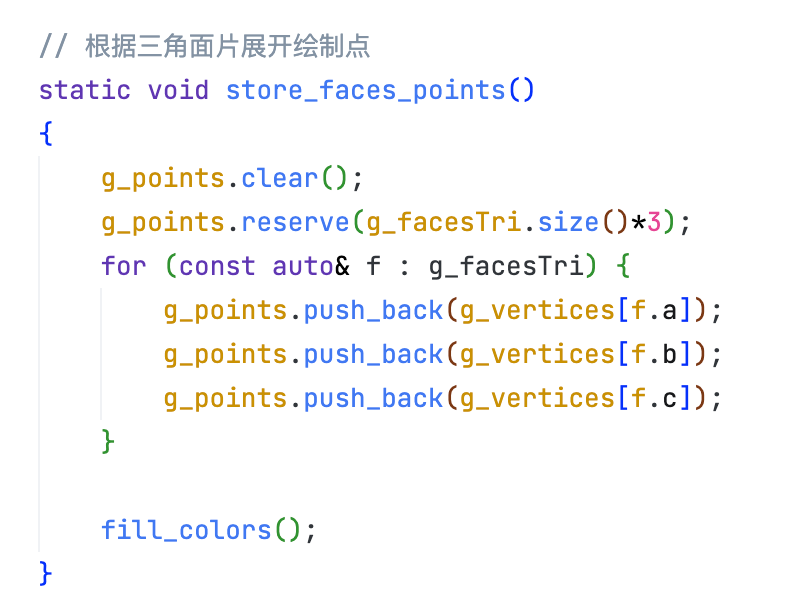 // 根据三角面片展开绘制点
static void store_faces_points()
{
    g_points.clear();
    g_points.reserve(g_facesTri.size()*3);
    for (const auto& f : g_facesTri) {
        g_points.push_back(g_vertices[f.a]);
        g_points.push_back(g_vertices[f.b]);
        g_points.push_back(g_vertices[f.c]);
    }

    fill_colors();
}